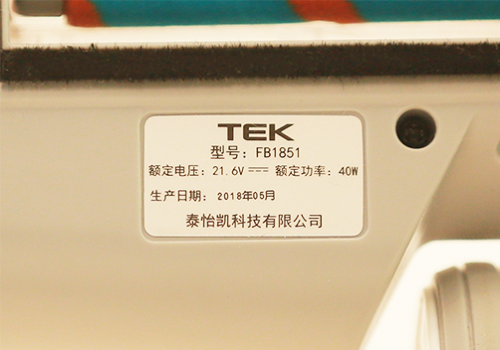 TEK
型号：FB1851
额定电压：21.6V ⎓ 额定功率：40W
生产日期：2018年05月
泰怡凯科技有限公司